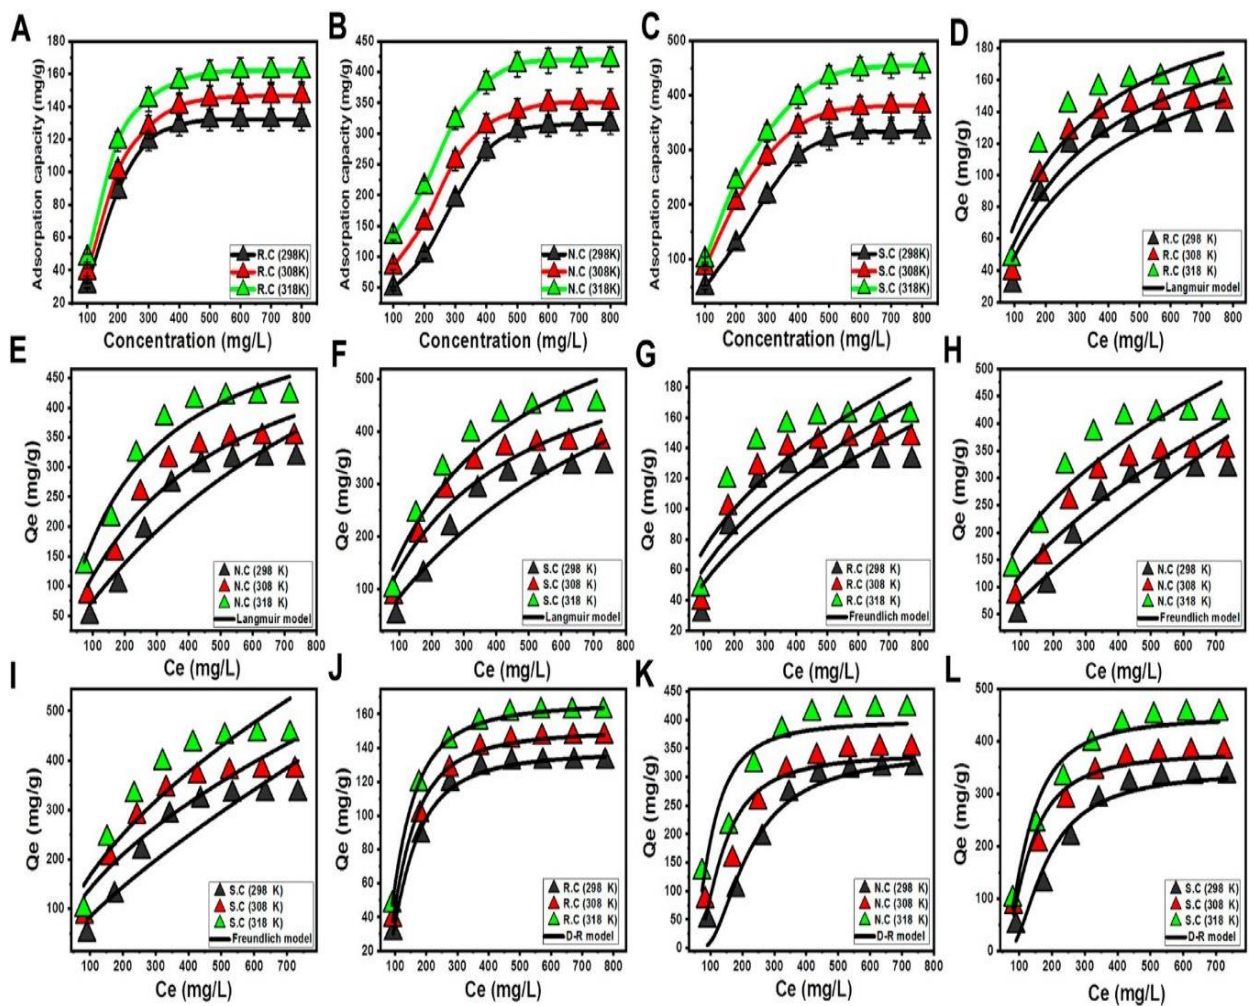 A
Adsorpation capacity (mg/g)
180
160
140
120
100
80
60
40
20
R.C (298K)
R.C (308K)
R.C (318K)
100 200 300 400 500 600 700 800
Concentration (mg/L)
B
Adsorpation capacity (mg/g)
450
400
350
300
250
200
150
100
50
N.C (298K)
N.C (308K)
N.C (318K)
100 200 300 400 500 600 700 800
Concentration (mg/L)
C
Adsorpation capacity (mg/g)
500
400
300
200
100
S.C (298K)
S.C (308K)
S.C (318K)
100 200 300 400 500 600 700 800
Concentration (mg/L)
D
Qe (mg/g)
180
160
140
120
100
80
60
40
20
R.C (298 K)
R.C (308 K)
R.C (318 K)
Langmuir model
100 200 300 400 500 600 700 800
Ce (mg/L)
E
Qe (mg/g)
450
400
350
300
250
200
150
100
50
N.C (298 K)
N.C (308 K)
N.C (318 K)
Langmuir model
100 200 300 400 500 600 700 800
Ce (mg/L)
F
Qe (mg/g)
500
400
300
200
100
S.C (298 K)
S.C (308 K)
S.C (318 K)
Langmuir model
100 200 300 400 500 600 700 800
Ce (mg/L)
G
Qe (mg/g)
180
160
140
120
100
80
60
40
20
R.C (298 K)
R.C (308 K)
R.C (318 K)
Freundlich model
100 200 300 400 500 600 700 800
Ce (mg/L)
H
Qe (mg/g)
500
450
400
350
300
250
200
150
100
50
N.C (298 K)
N.C (308 K)
N.C (318 K)
Freundlich model
100 200 300 400 500 600 700
Ce (mg/L)
I
Qe (mg/g)
500
400
300
200
100
S.C (298 K)
S.C (308 K)
S.C (318 K)
Freundlich model
100 200 300 400 500 600 700
Ce (mg/L)
J
Qe (mg/g)
160
140
120
100
80
60
40
20
R.C (298 K)
R.C (308 K)
R.C (318 K)
D-R model
100 200 300 400 500 600 700 800
Ce (mg/L)
K
Qe (mg/g)
450
400
350
300
250
200
150
100
50
0
N.C (298 K)
N.C (308 K)
N.C (318 K)
D-R model
100 200 300 400 500 600 700 800
Ce (mg/L)
L
Qe (mg/g)
500
400
300
200
100
0
S.C (298 K)
S.C (308 K)
S.C (318 K)
D-R model
100 200 300 400 500 600 700
Ce (mg/L)